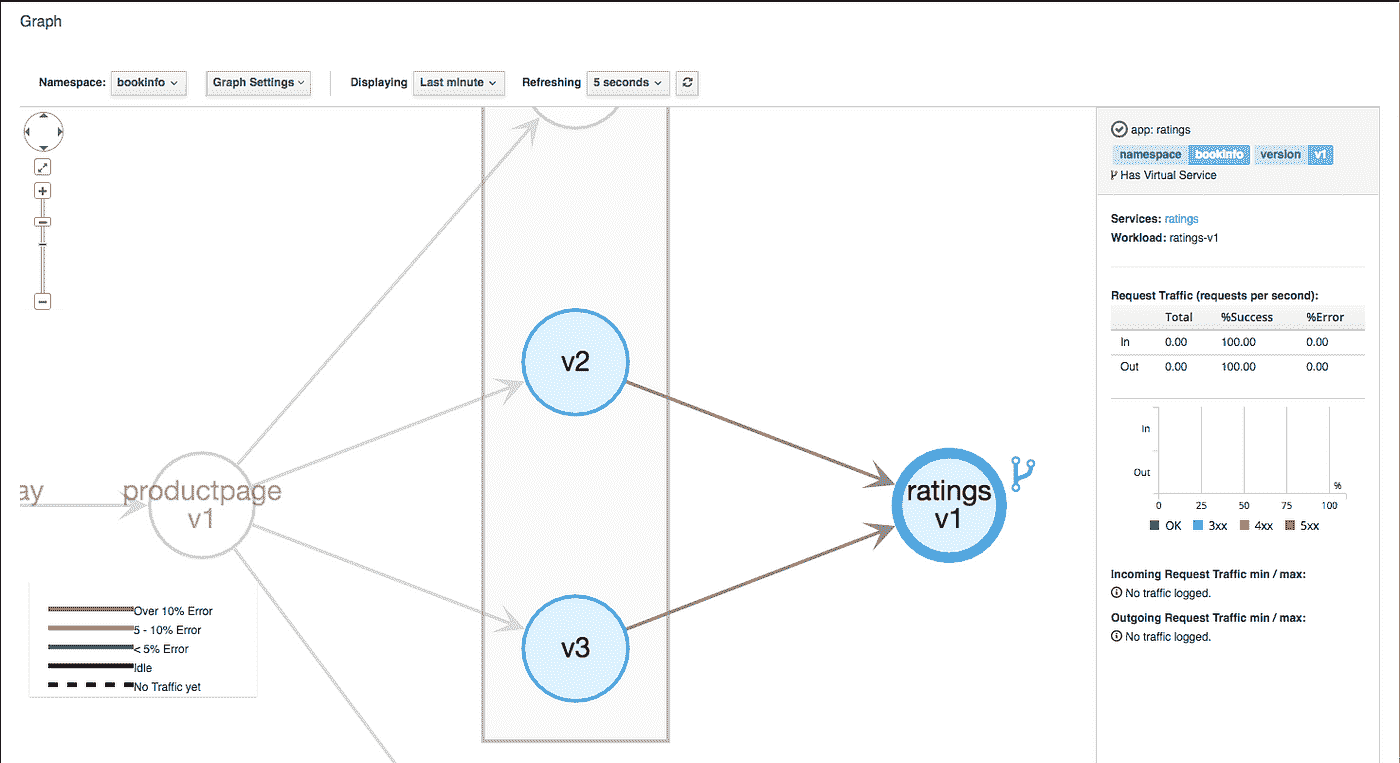 Graph
Namespace: bookinfo Graph Settings Displaying Last minute Refreshing 5 seconds
app: ratings
namespace bookinfo version v1
Has Virtual Service
Services: ratings
Workload: ratings-v1
Request Traffic (requests per second):
Total %Success %Error
In 0.00 100.00 0.00
Out 0.00 100.00 0.00
In
Out
%
0 25 50 75 100
OK 3xx 4xx 5xx
Incoming Request Traffic min / max:
No traffic logged.
Outgoing Request Traffic min / max:
No traffic logged.
v2
ay
productpage
v1
ratings
v1
v3
Over 10% Error
5 - 10% Error
< 5% Error
Idle
No Traffic yet